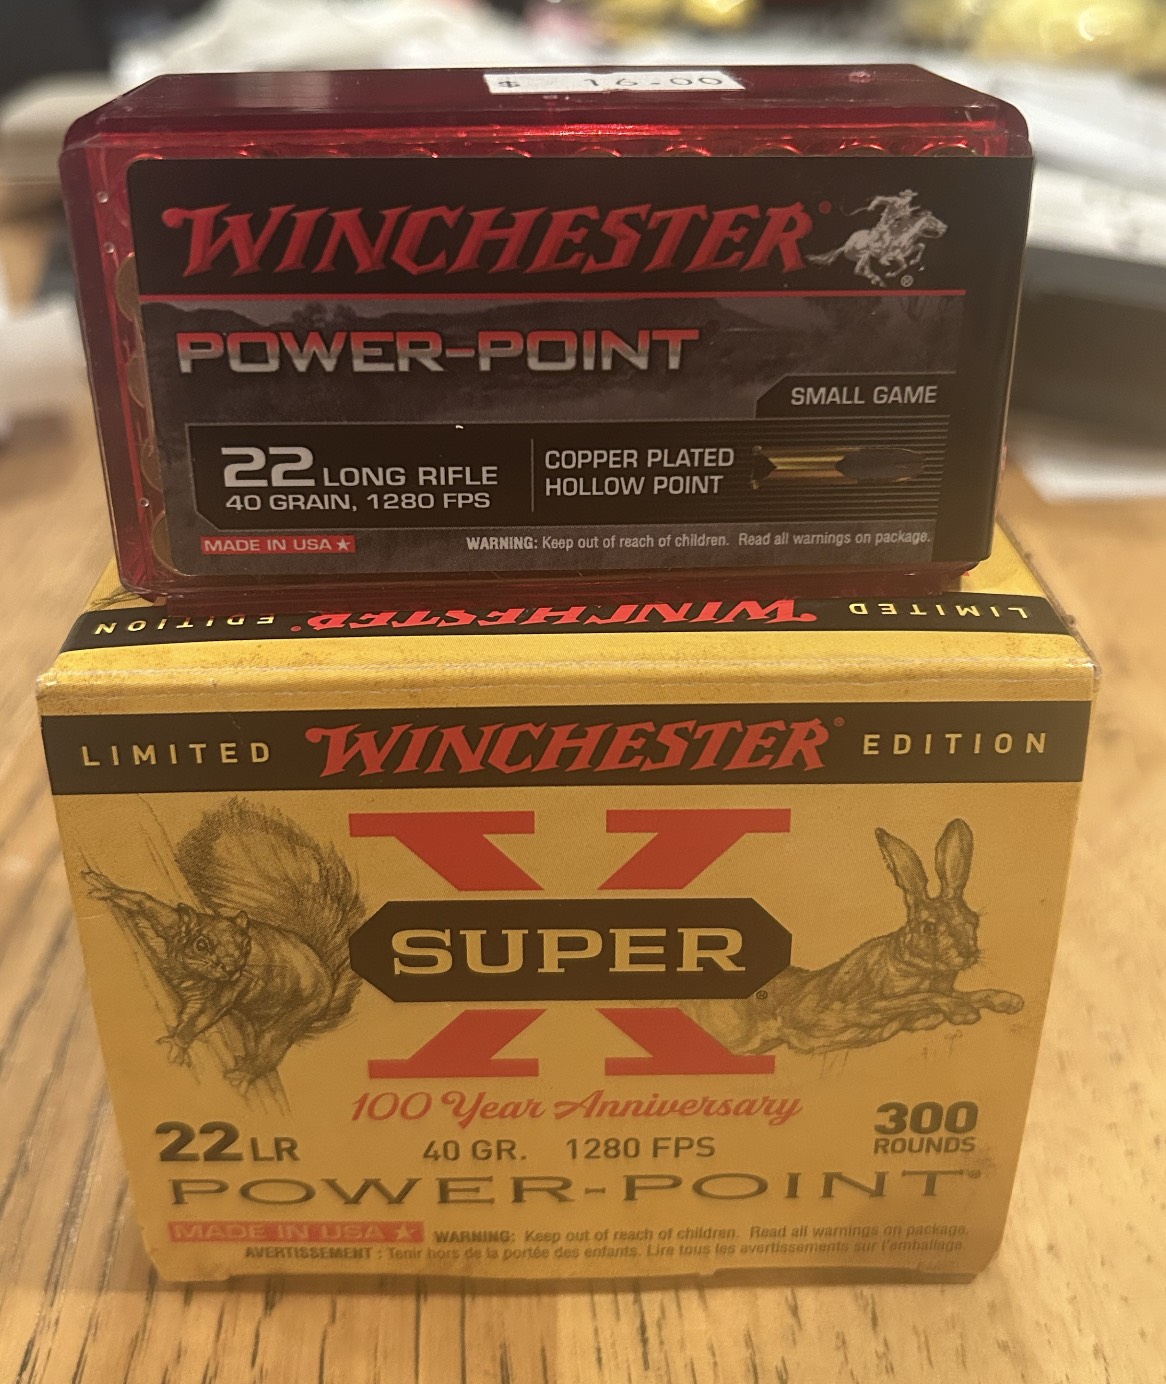 $ 16.00
WINCHESTER®
®
POWER-POINT
SMALL GAME
22 LONG RIFLE
40 GRAIN, 1280 FPS
COPPER PLATED
HOLLOW POINT
MADE IN USA ★
WARNING: Keep out of reach of children. Read all warnings on package.
LIMITED WINCHESTER® EDITION
LIMITED WINCHESTER® EDITION
X
SUPER®
100 Year Anniversary
22 LR 40 GR. 1280 FPS
300
ROUNDS
POWER-POINT®
MADE IN USA ★ WARNING: Keep out of reach of children. Read all warnings on package.
AVERTISSEMENT : Tenir hors de la portée des enfants. Lire tous les avertissements sur l'emballage.